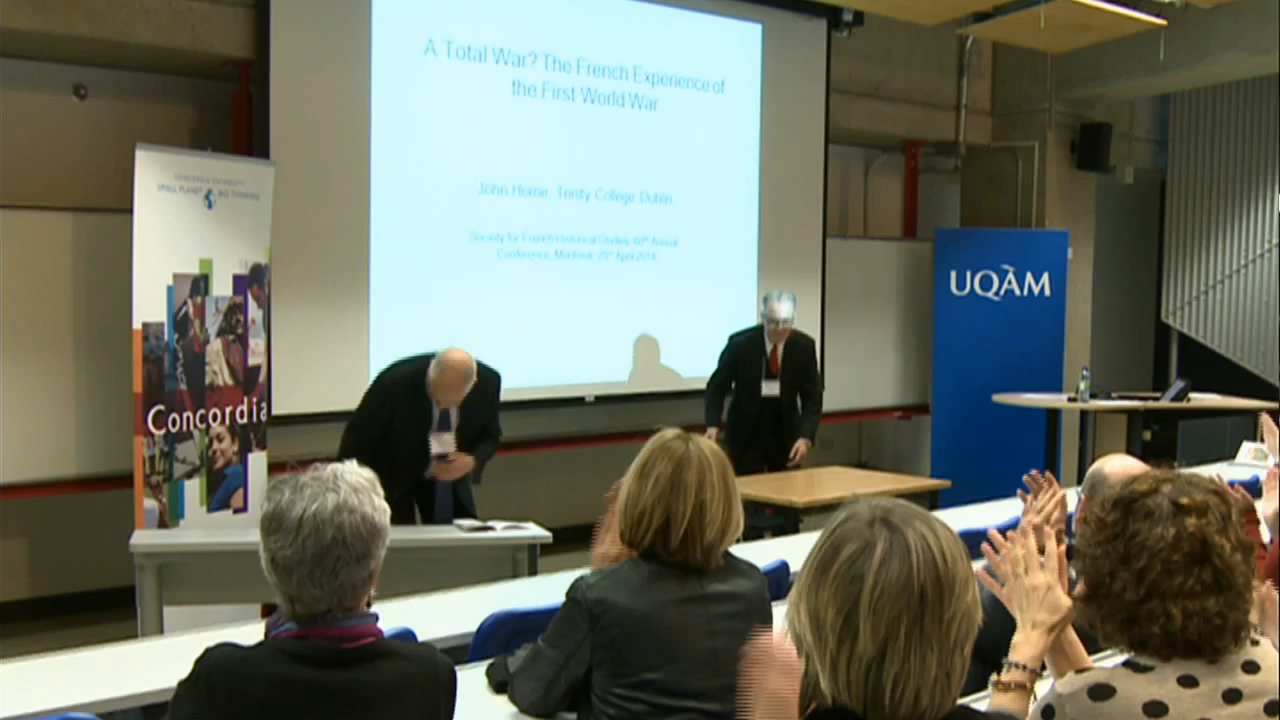 A Total War? The French Experience of
the First World War
John Horne, Trinity College Dublin
Society for French Historical Studies, 60th Annual
Conference, Montreal, 25th April 2014
CONCORDIA UNIVERSITY
SMALL PLANET BIG THINKING
Concordia
UQÀM